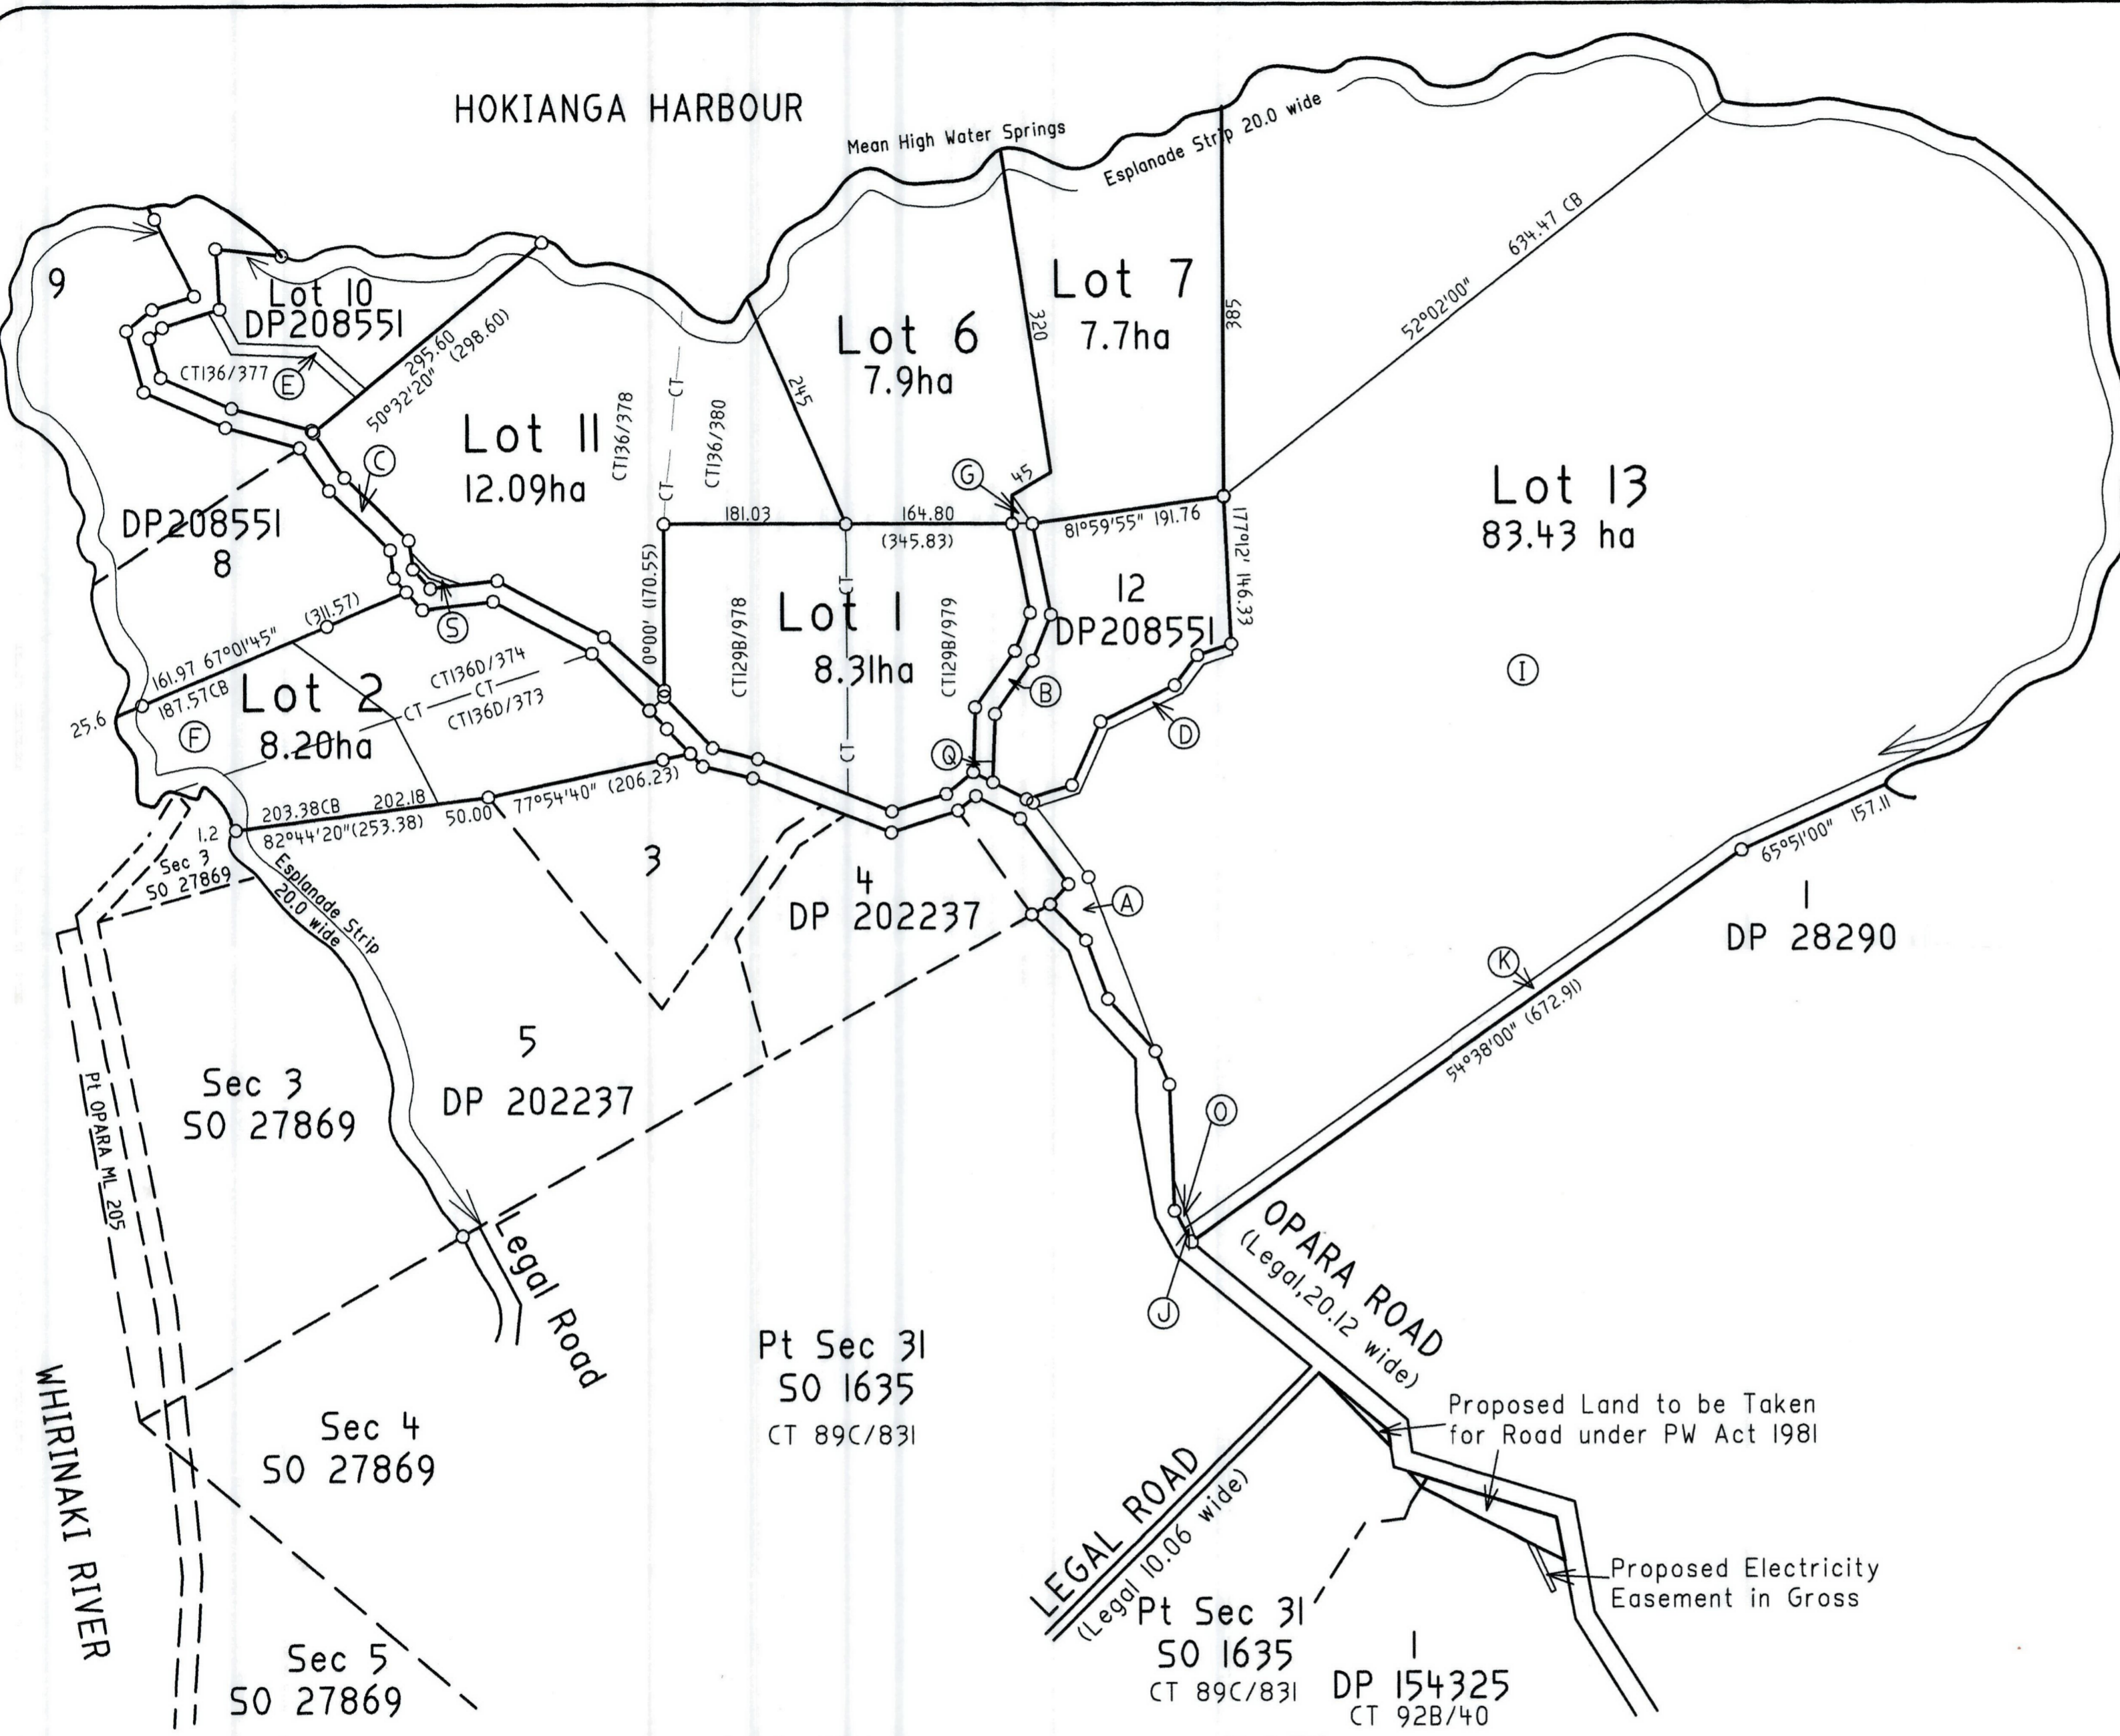 HOKIANGA HARBOUR
Mean High Water Springs
Esplanade Strip 20.0 wide
9
Lot 10
DP208551
CT136/377
E
295.60
50°32'20" (298.60)
C
Lot 11
12.09ha
CT136/378
CT
CT136/380
CT
245
Lot 6
7.9ha
320
Lot 7
7.7ha
385
634.47 CB
52°02'00"
G
45
181.03
164.80
(345.83)
81°59'55" 191.76
177°12' 146.33
Lot 13
83.43 ha
I
DP208551
8
S
0°00' (170.55)
CT129B/978
CT
Lot 1
8.31ha
CT129B/979
CT
B
12
DP208551
D
Q
(311.57)
161.97 67°01'45"
187.57CB
25.6
Lot 2
8.20ha
F
CT136D/374
CT
CT
CT136D/373
203.38CB
202.18
1.2
82°44'20"(253.38)
50.00
77°54'40" (206.23)
Sec 3
SO 27869
Esplanade Strip
20.0 wide
3
4
DP 202237
A
65°51'00"
157.11
1
DP 28290
K
54°38'00" (672.91)
5
DP 202237
Sec 3
SO 27869
Pt OPARA ML 205
O
J
OPARA ROAD
(Legal,20.12 wide)
Legal Road
Pt Sec 31
SO 1635
CT 89C/831
WHIRINAKI RIVER
Sec 4
SO 27869
Proposed Land to be Taken
for Road under PW Act 1981
LEGAL ROAD
(Legal 10.06 wide)
Proposed Electricity
Easement in Gross
Pt Sec 31
SO 1635
CT 89C/831
1
DP 154325
CT 92B/40
Sec 5
SO 27869